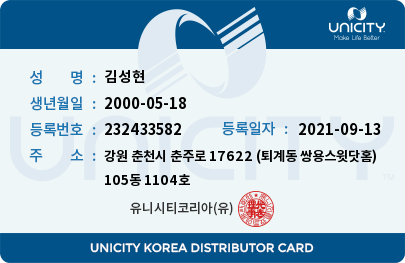 UNICITY
Make Life Better
성 명 : 김성현
생년월일 : 2000-05-18
등록번호 : 232433582 등록일자 : 2021-09-13
주 소 : 강원 춘천시 춘주로 17622 (퇴계동 쌍용스윗닷홈)
105동 1104호
UNICITY
TM
유니시티코리아(유)
UNICITY KOREA DISTRIBUTOR CARD